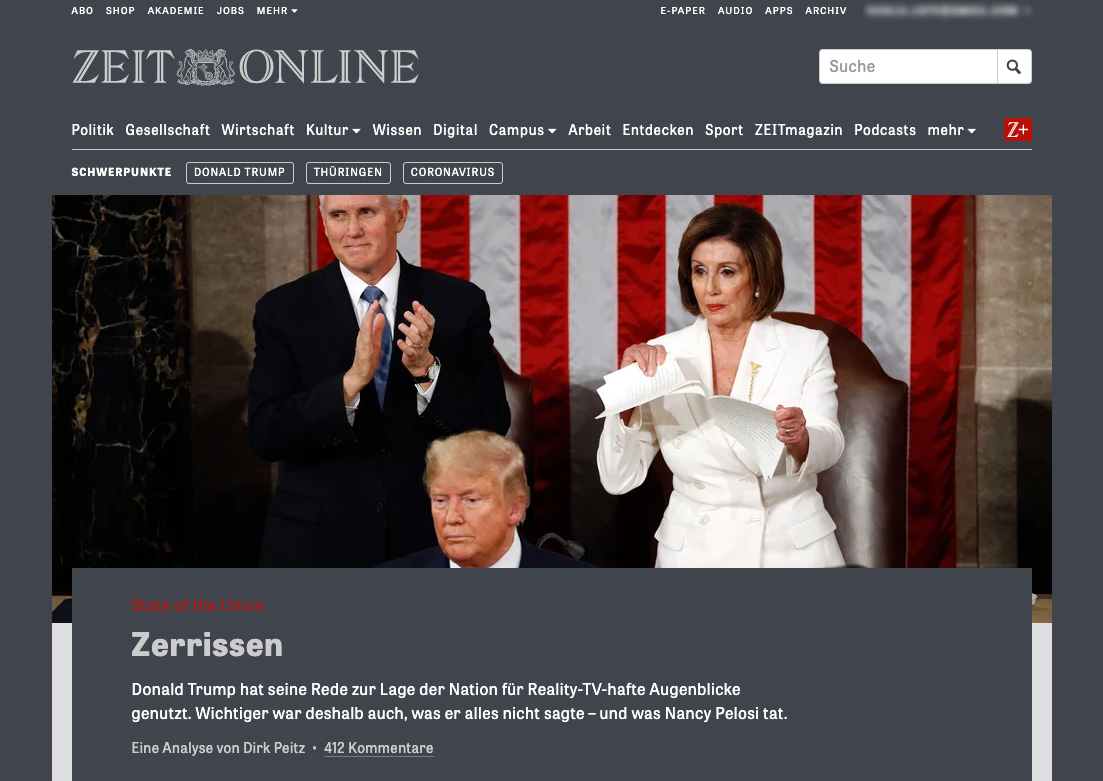 ABO SHOP AKADEMIE JOBS MEHR
E-PAPER AUDIO APPS ARCHIV
ZEIT ONLINE
Suche
Politik Gesellschaft Wirtschaft Kultur Wissen Digital Campus Arbeit Entdecken Sport ZEITmagazin Podcasts mehr Z+
SCHWERPUNKTE DONALD TRUMP THÜRINGEN CORONAVIRUS
State of the Union
Zerrissen
Donald Trump hat seine Rede zur Lage der Nation für Reality-TV-hafte Augenblicke
genutzt. Wichtiger war deshalb auch, was er alles nicht sagte – und was Nancy Pelosi tat.
Eine Analyse von Dirk Peitz • 412 Kommentare